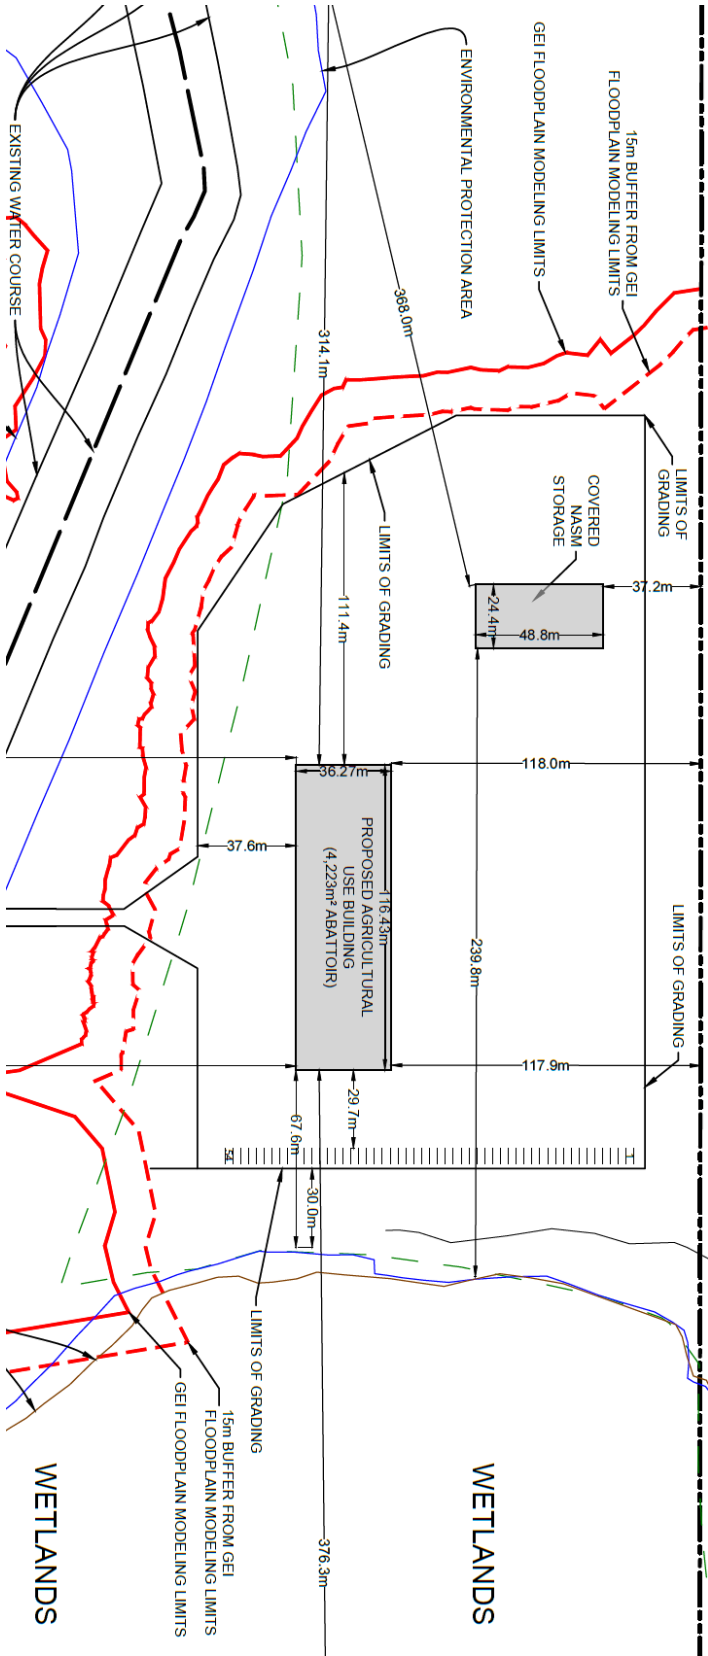 EXISTING WATER COURSE
ENVIRONMENTAL PROTECTION AREA
GEI FLOODPLAIN MODELING LIMITS
15m BUFFER FROM GEI
FLOODPLAIN MODELING LIMITS
368.0m
314.1m
LIMITS OF
GRADING
COVERED
NASM
STORAGE
37.2m
24.4m
48.8m
LIMITS OF GRADING
111.4m
118.0m
36.27m
37.6m
PROPOSED AGRICULTURAL
USE BUILDING
(4,223m² ABATTOIR)
116.43m
239.8m
LIMITS OF GRADING
117.9m
29.7m
67.6m
54
1
30.0m
LIMITS OF GRADING
15m BUFFER FROM GEI
FLOODPLAIN MODELING LIMITS
GEI FLOODPLAIN MODELING LIMITS
WETLANDS
WETLANDS
376.3m